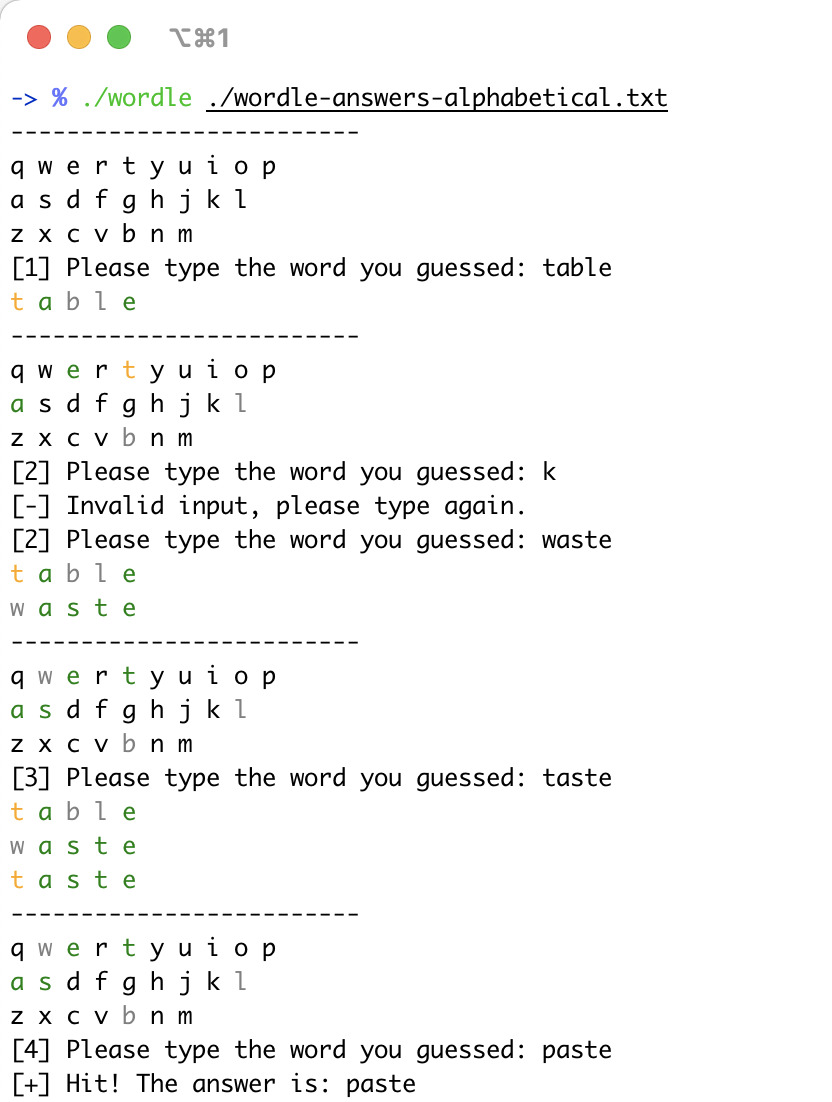 ⌥⌘1
-> % ./wordle ./wordle-answers-alphabetical.txt
-------------------------
q w e r t y u i o p
a s d f g h j k l
z x c v b n m
[1] Please type the word you guessed: table
t a b l e
-------------------------
q w e r t y u i o p
a s d f g h j k l
z x c v b n m
[2] Please type the word you guessed: k
[-] Invalid input, please type again.
[2] Please type the word you guessed: waste
t a b l e
w a s t e
-------------------------
q w e r t y u i o p
a s d f g h j k l
z x c v b n m
[3] Please type the word you guessed: taste
t a b l e
w a s t e
t a s t e
-------------------------
q w e r t y u i o p
a s d f g h j k l
z x c v b n m
[4] Please type the word you guessed: paste
[+] Hit! The answer is: paste